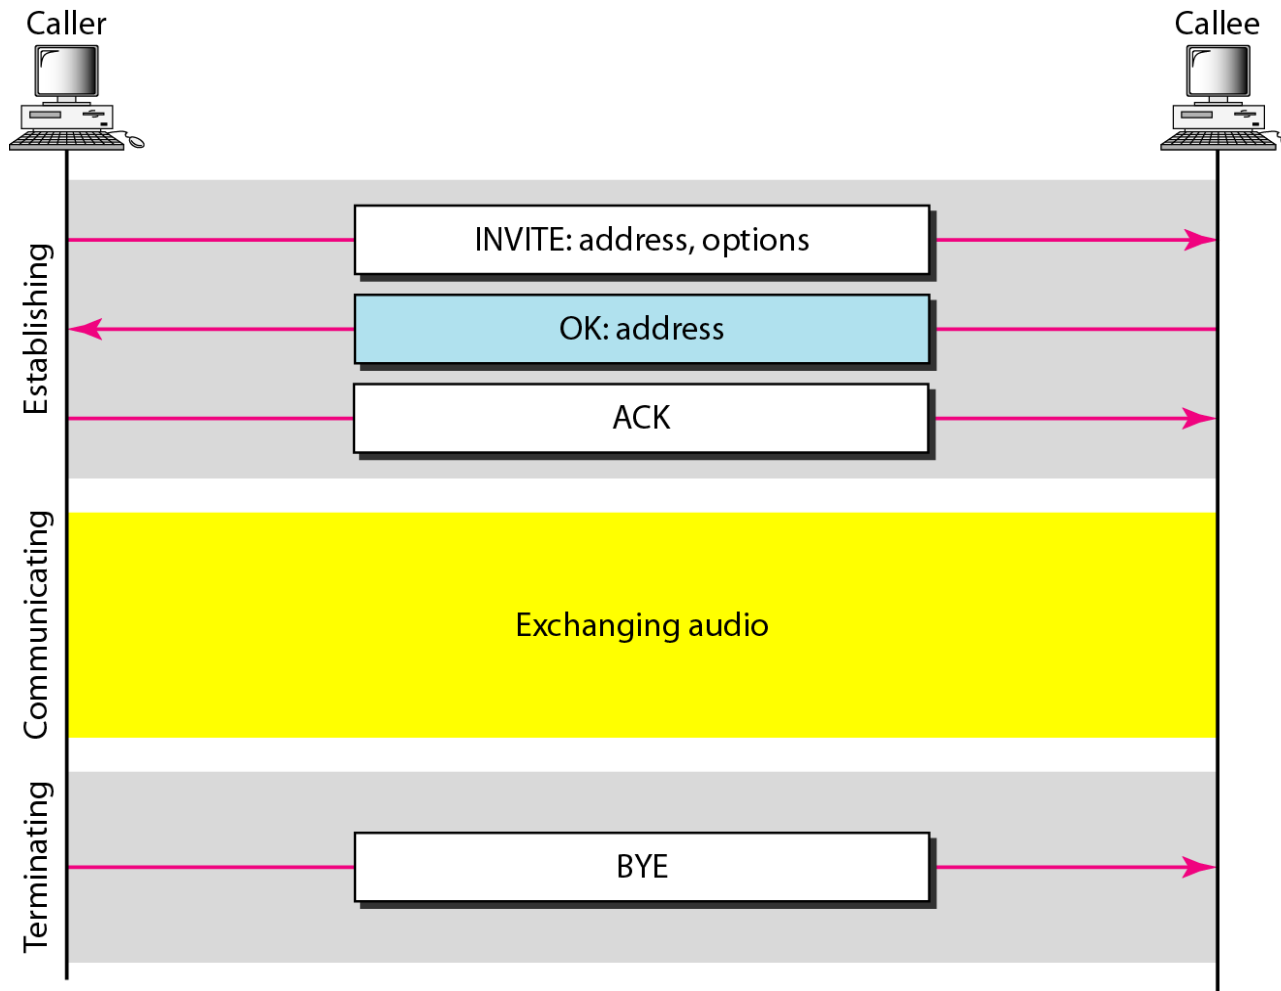 Caller
Callee
Establishing
INVITE: address, options
OK: address
ACK
Communicating
Exchanging audio
Terminating
BYE